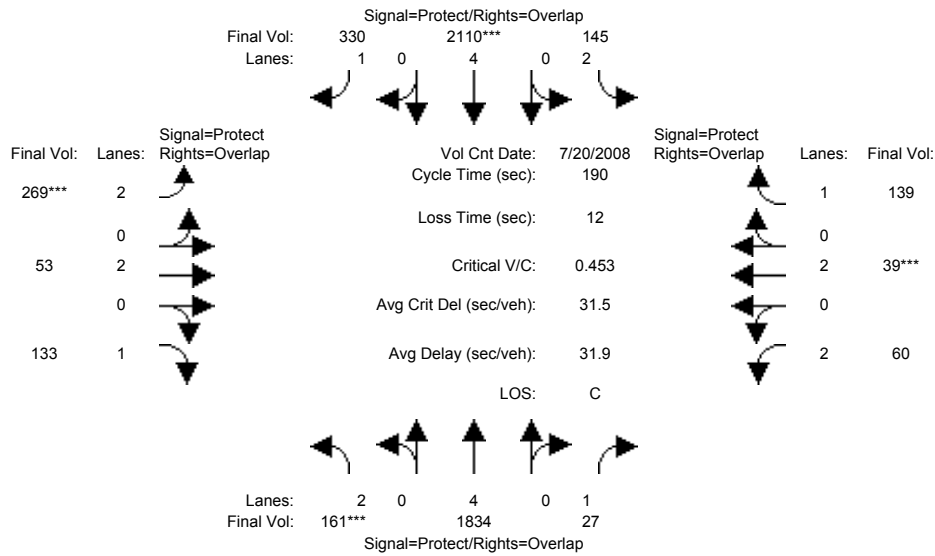 Signal=Protect/Rights=Overlap
Final Vol: 330 2110*** 145
Lanes: 1 0 4 0 2
Signal=Protect
Final Vol: Lanes: Rights=Overlap
Vol Cnt Date: 7/20/2008
Signal=Protect
Rights=Overlap Lanes: Final Vol:
Cycle Time (sec): 190
269*** 2
1 139
Loss Time (sec): 12
0
0
53 2
Critical V/C: 0.453
2 39***
0
Avg Crit Del (sec/veh): 31.5
0
133 1
Avg Delay (sec/veh): 31.9
2 60
LOS: C
Lanes: 2 0 4 0 1
Final Vol: 161*** 1834 27
Signal=Protect/Rights=Overlap